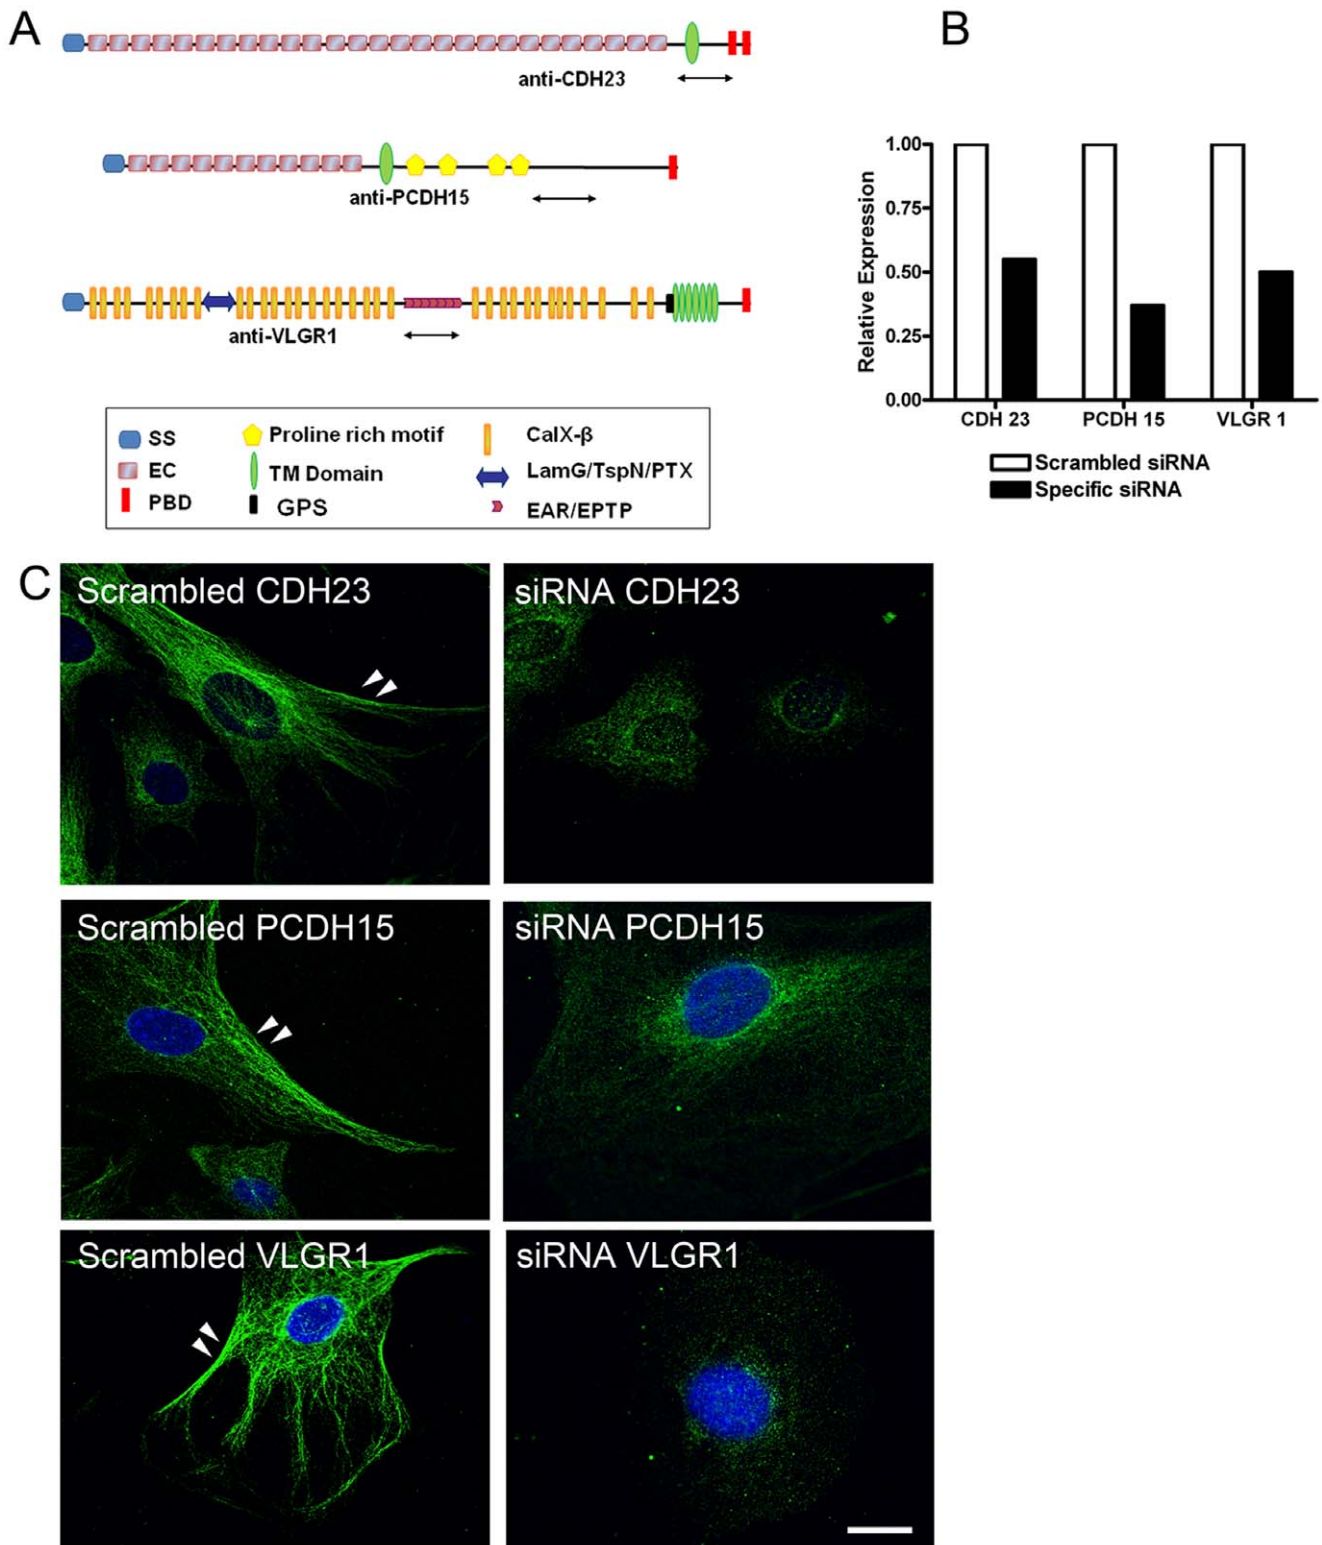 A
B
anti-CDH23
anti-PCDH15
anti-VLGR1
SS
Proline rich motif
CalX-β
EC
TM Domain
LamG/TspN/PTX
PBD
GPS
EAR/EPTP
Relative Expression
1.00
0.75
0.50
0.25
0.00
CDH 23
PCDH 15
VLGR 1
Scrambled siRNA
Specific siRNA
C
Scrambled CDH23
siRNA CDH23
Scrambled PCDH15
siRNA PCDH15
Scrambled VLGR1
siRNA VLGR1